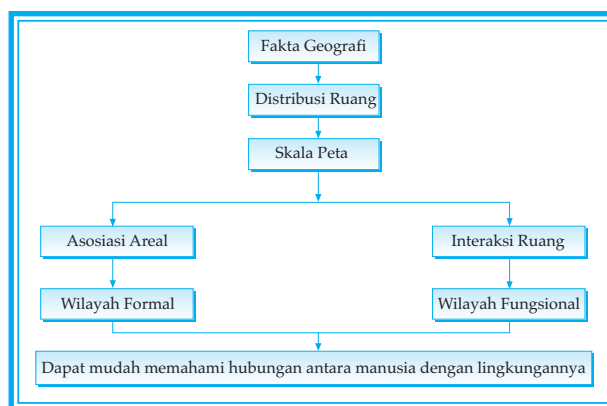 Fakta Geografi
Distribusi Ruang
Skala Peta
Asosiasi Areal
Interaksi Ruang
Wilayah Formal
Wilayah Fungsional
Dapat mudah memahami hubungan antara manusia dengan lingkungannya